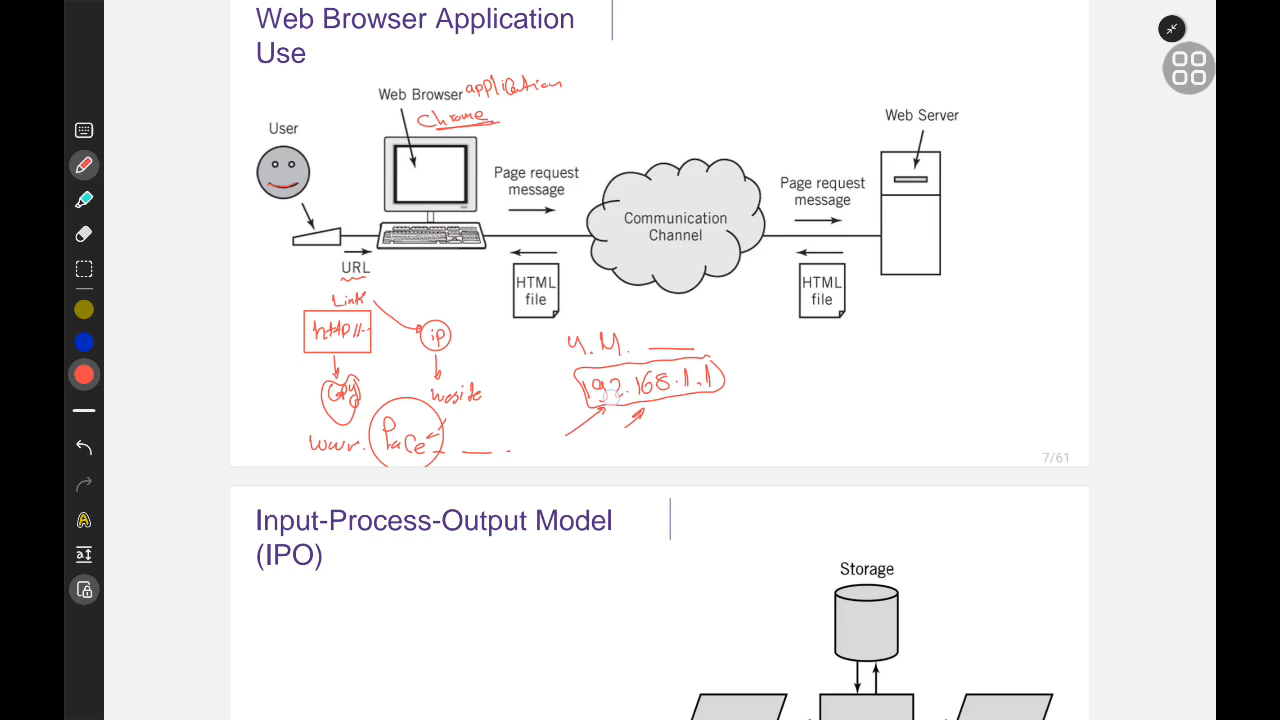 Web Browser Application
Use
Web Browser application
Chrome
User
Web Server
Page request
message
Page request
message
Communication
Channel
URL
HTML
file
HTML
file
Link
http //--
ip
Copy
192.168.1.1
www.
7/61
Input-Process-Output Model
(IPO)
Storage
A
a